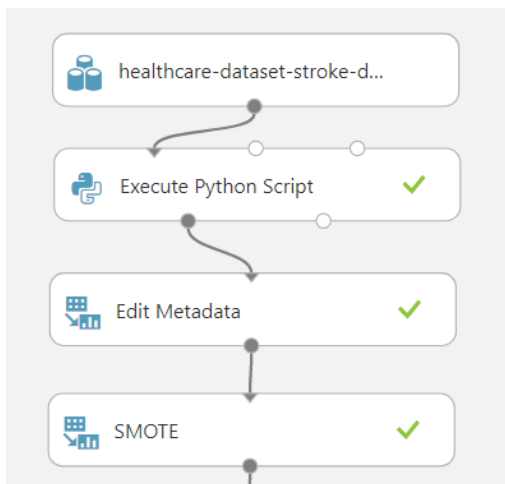 healthcare-dataset-stroke-d...
Execute Python Script
Edit Metadata
SMOTE